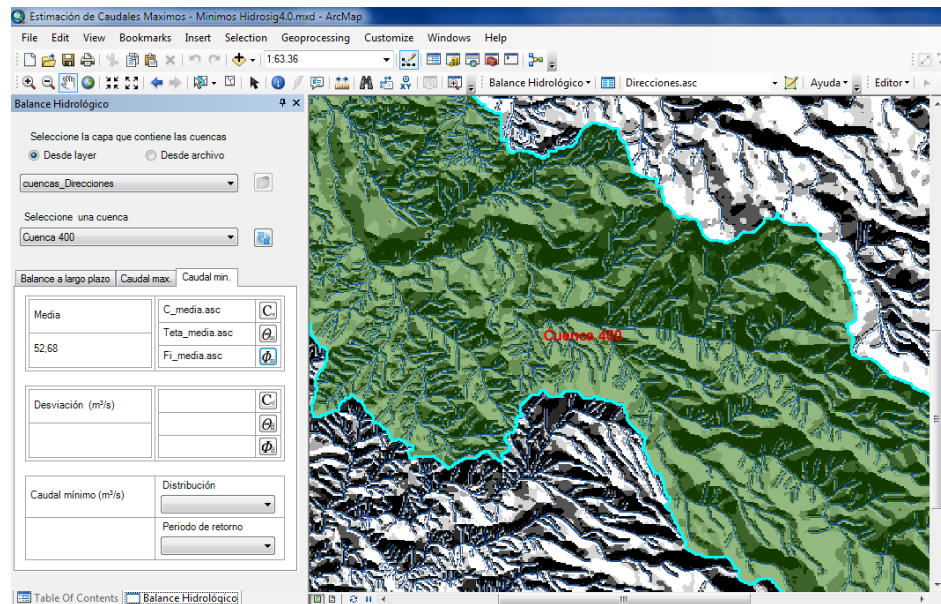 Estimación de Caudales Maximos - Minimos Hidrosig4.0.mxd - ArcMap
File Edit View Bookmarks Insert Selection Geoprocessing Customize Windows Help
1:63.36
Balance Hidrológico Direcciones.asc Ayuda Editor
Balance Hidrológico
Seleccione la capa que contiene las cuencas
Desde layer Desde archivo
cuencas_Direcciones
Seleccione una cuenca
Cuenca 400
Balance a largo plazo Caudal max. Caudal min.
Media
52,68
C_media.asc
Teta_media.asc
Fi_media.asc
Desviación (m³/s)
Caudal mínimo (m³/s)
Distribución
Periodo de retorno
Table Of Contents Balance Hidrológico
Cuenca 400